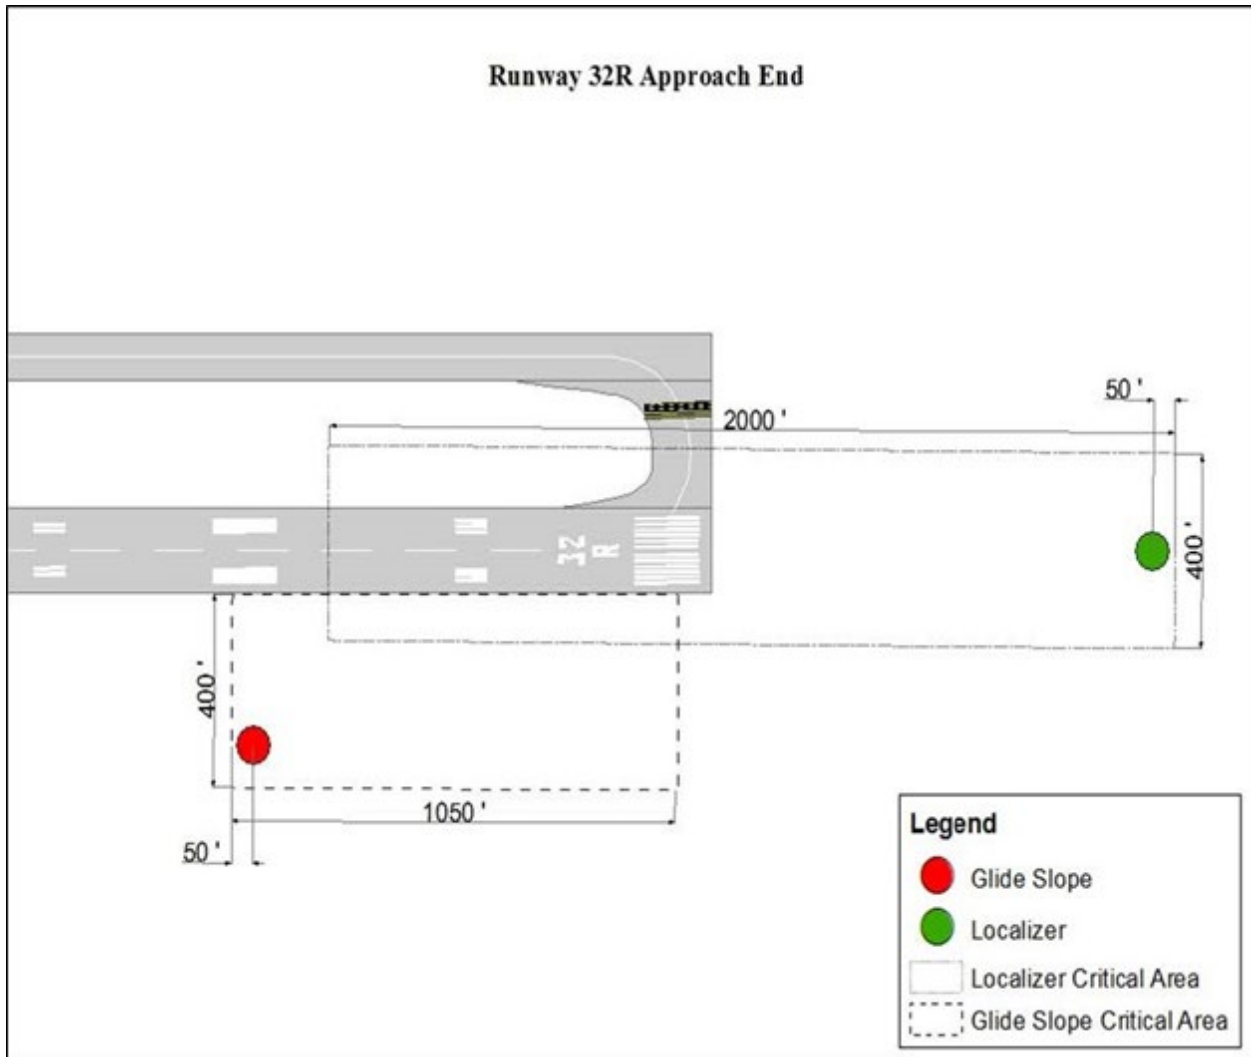 Runway 32R Approach End
50 '
2000 '
400 '
32
R
400 '
1050 '
50 '
Legend
Glide Slope
Localizer
Localizer Critical Area
Glide Slope Critical Area